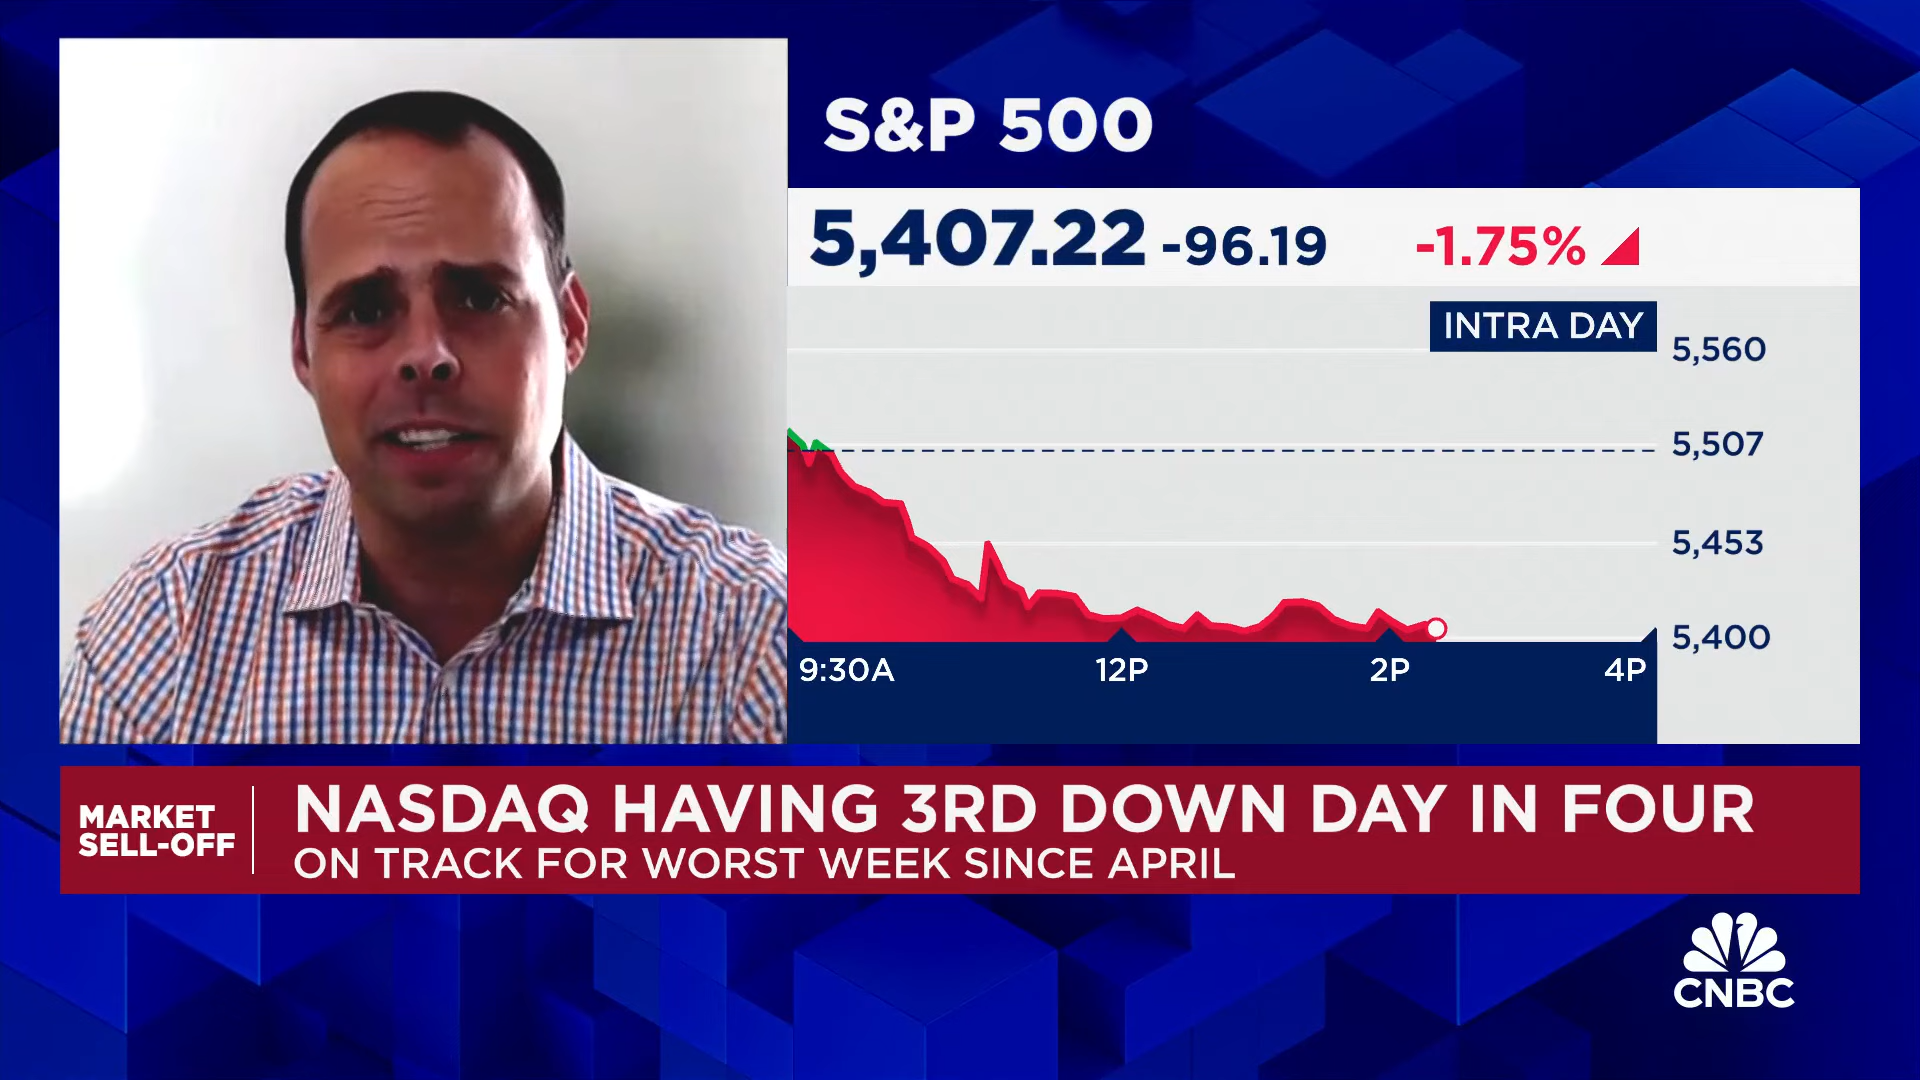 S&P 500
5,407.22 -96.19 -1.75%
INTRA DAY
5,560
5,507
5,453
5,400
9:30A 12P 2P 4P
MARKET
SELL-OFF
NASDAQ HAVING 3RD DOWN DAY IN FOUR
ON TRACK FOR WORST WEEK SINCE APRIL
CNBC